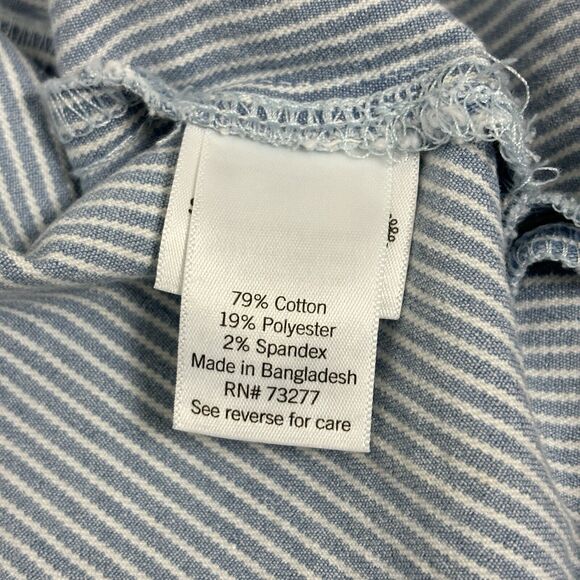 79% Cotton
19% Polyester
2% Spandex
Made in Bangladesh
RN# 73277
See reverse for care